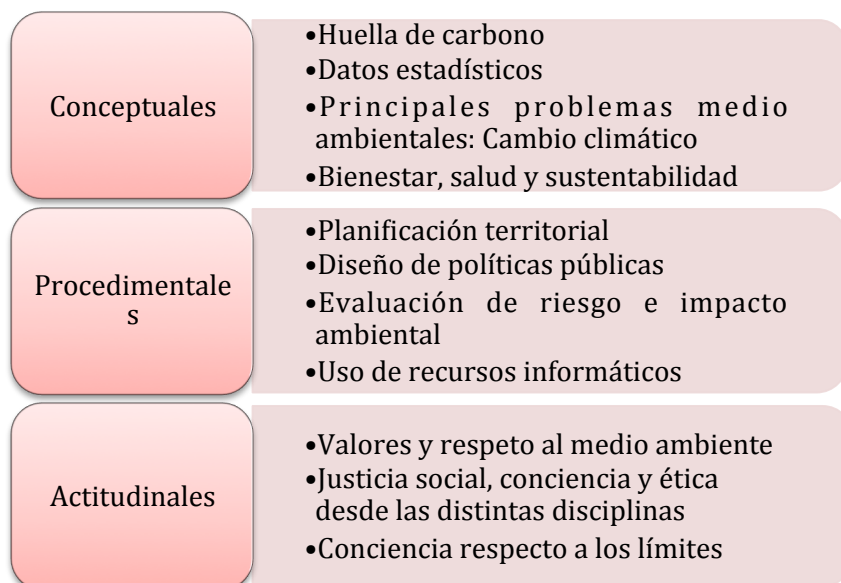 Conceptuales
•Huella de carbono
•Datos estadísticos
•Principales problemas medio
ambientales: Cambio climático
•Bienestar, salud y sustentabilidad
Procedimentale
s
•Planificación territorial
•Diseño de políticas públicas
•Evaluación de riesgo e impacto
ambiental
•Uso de recursos informáticos
Actitudinales
•Valores y respeto al medio ambiente
•Justicia social, conciencia y ética
desde las distintas disciplinas
•Conciencia respecto a los límites